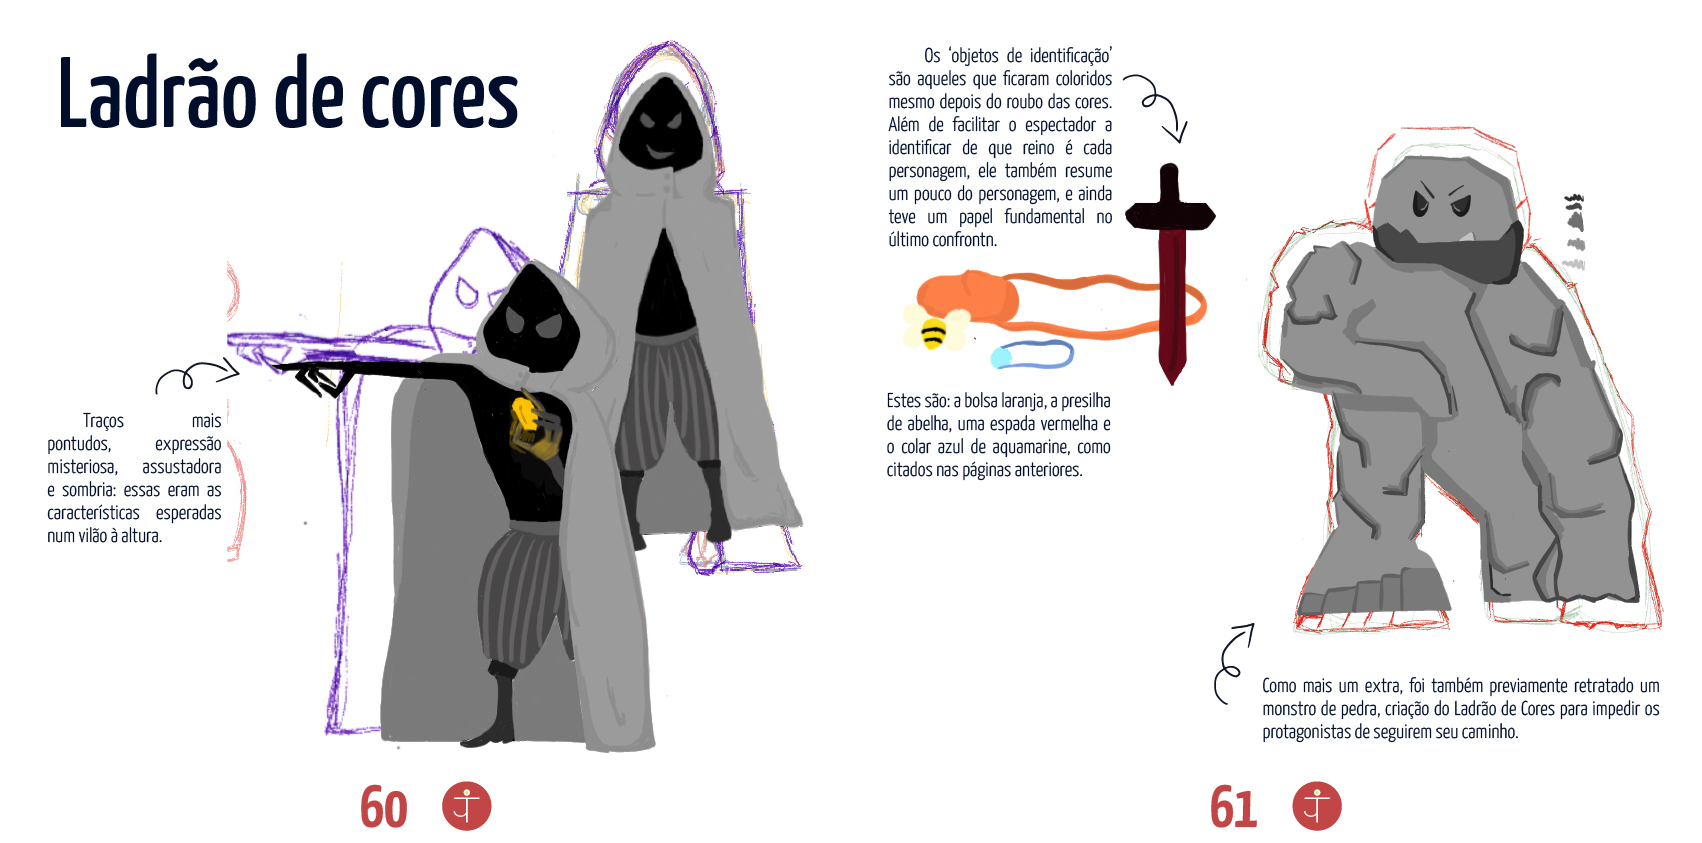 Ladrão de cores
Traços mais
pontudos, expressão
misteriosa, assustadora
e sombria: essas eram as
características esperadas
num vilão à altura.
60
Os ‘objetos de identificação’
são aqueles que ficaram coloridos
mesmo depois do roubo das cores.
Além de facilitar o espectador a
identificar de que reino é cada
personagem, ele também resume
um pouco do personagem, e ainda
teve um papel fundamental no
último confrontn.
Estes são: a bolsa laranja, a presilha
de abelha, uma espada vermelha e
o colar azul de aquamarine, como
citados nas páginas anteriores.
Como mais um extra, foi também previamente retratado um
monstro de pedra, criação do Ladrão de Cores para impedir os
protagonistas de seguirem seu caminho.
61